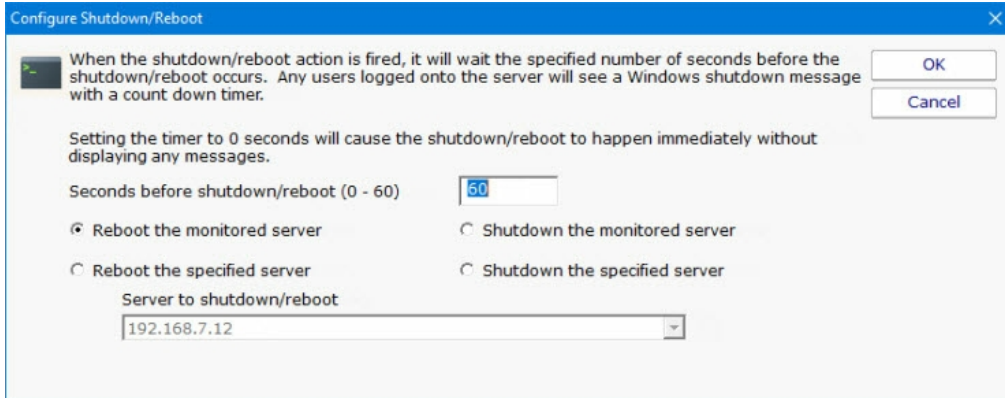 Configure Shutdown/Reboot
When the shutdown/reboot action is fired, it will wait the specified number of seconds before the
shutdown/reboot occurs. Any users logged onto the server will see a Windows shutdown message
with a count down timer.
OK
Cancel
Setting the timer to 0 seconds will cause the shutdown/reboot to happen immediately without
displaying any messages.
Seconds before shutdown/reboot (0 - 60)
60
Reboot the monitored server
Shutdown the monitored server
Reboot the specified server
Shutdown the specified server
Server to shutdown/reboot
192.168.7.12